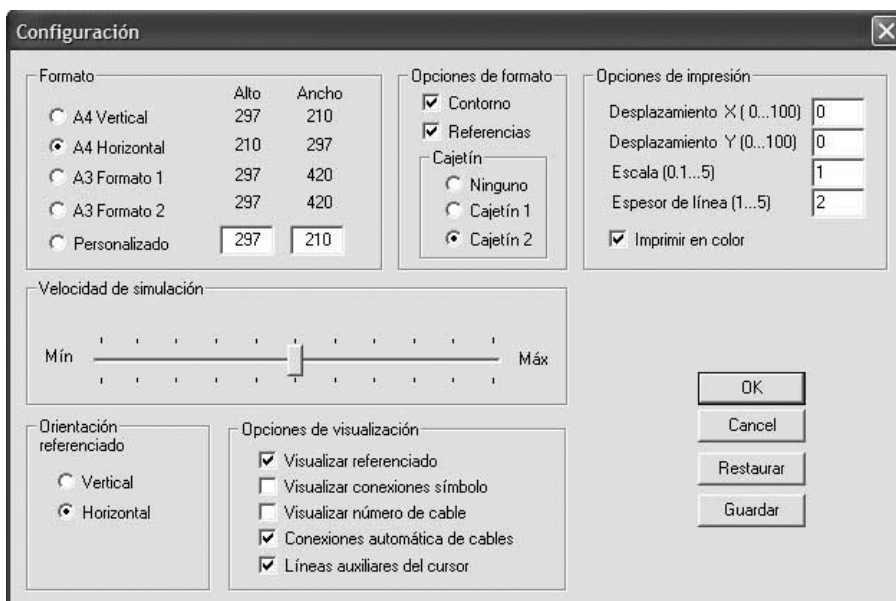 Configuración
Formato
Alto Ancho
A4 Vertical 297 210
A4 Horizontal 210 297
A3 Formato 1 297 420
A3 Formato 2 297 420
Personalizado 297 210
Opciones de formato
Contorno
Referencias
Cajetín
Ninguno
Cajetín 1
Cajetín 2
Opciones de impresión
Desplazamiento X ( 0...100) 0
Desplazamiento Y (0...100) 0
Escala (0.1...5) 1
Espesor de línea (1...5) 2
Imprimir en color
Velocidad de simulación
Mín Máx
Orientación
referenciado
Vertical
Horizontal
Opciones de visualización
Visualizar referenciado
Visualizar conexiones símbolo
Visualizar número de cable
Conexiones automática de cables
Líneas auxiliares del cursor
OK
Cancel
Restaurar
Guardar